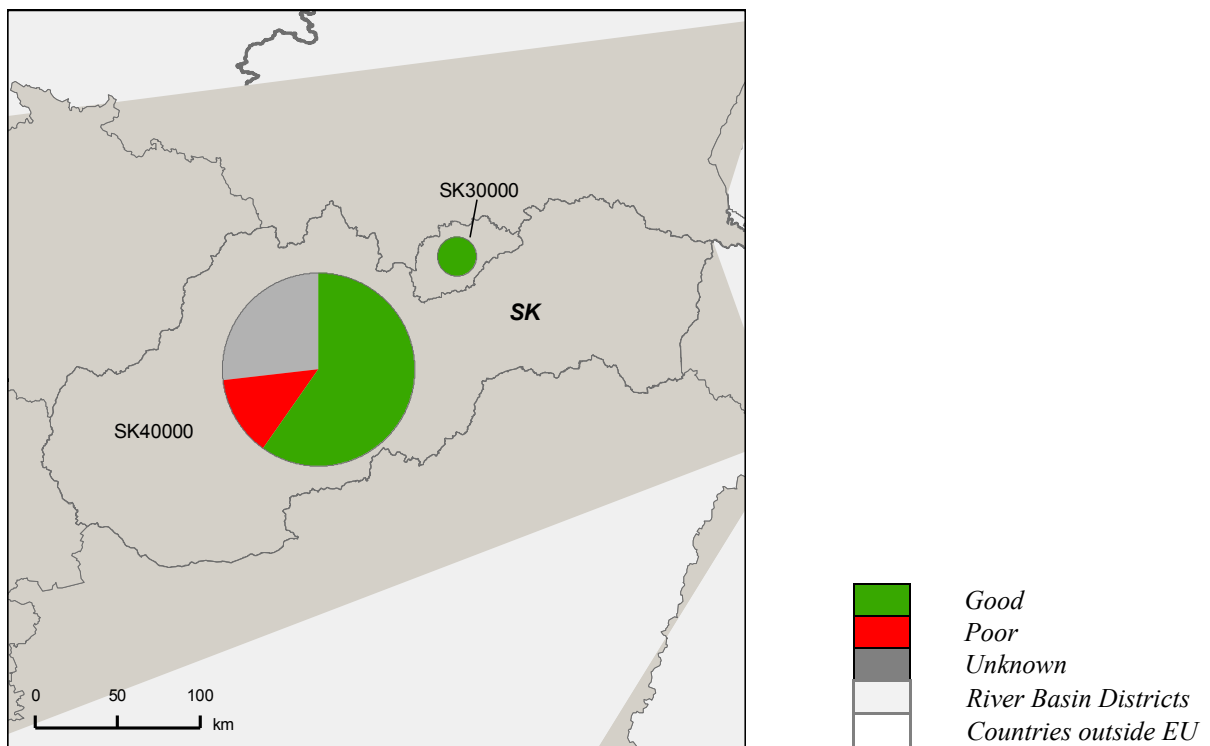 SK30000
SK
SK40000
0 50 100
km
Good
Poor
Unknown
River Basin Districts
Countries outside EU